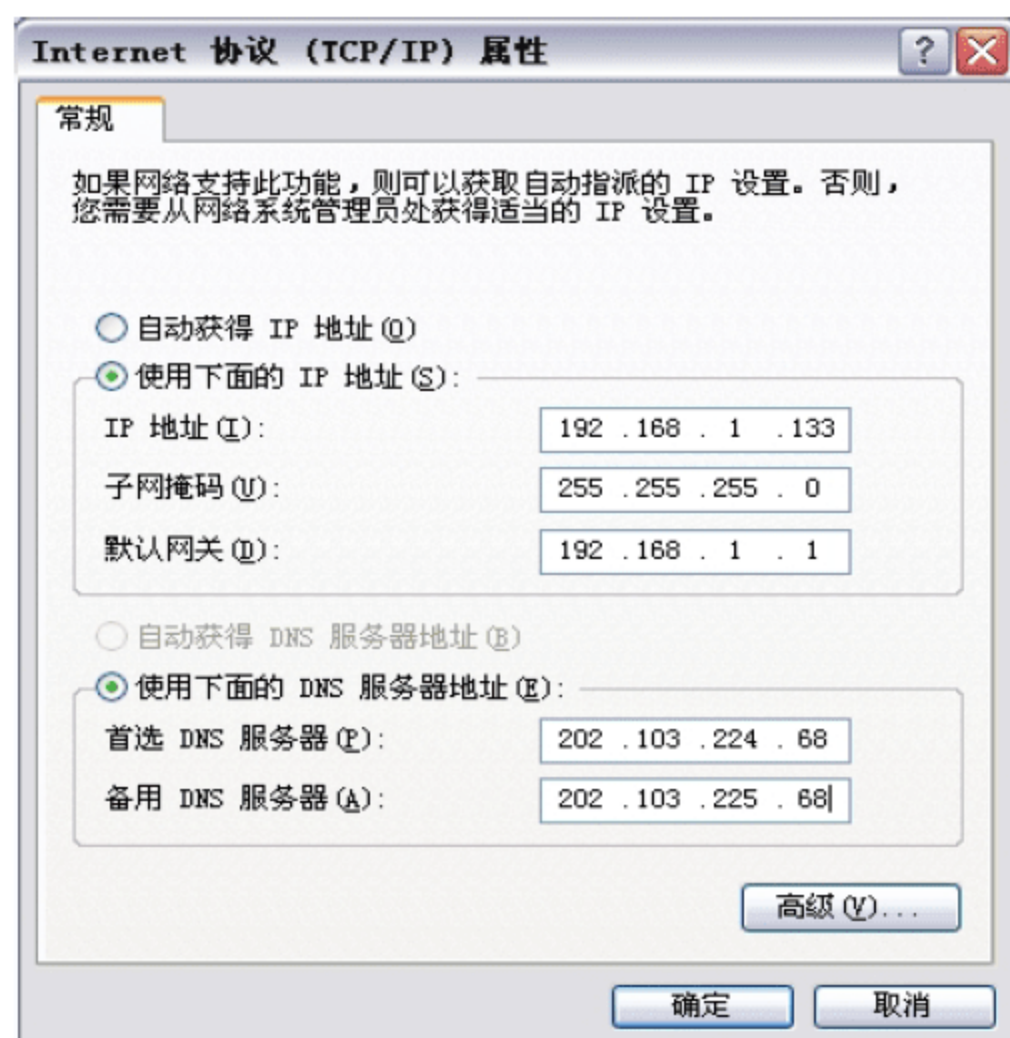 Internet 协议 (TCP/IP) 属性
常规
如果网络支持此功能,则可以获取自动指派的 IP 设置。否则,
您需要从网络系统管理员处获得适当的 IP 设置。
自动获得 IP 地址(O)
使用下面的 IP 地址(S):
IP 地址(I): 192 .168 . 1 .133
子网掩码(U): 255 .255 .255 . 0
默认网关(D): 192 .168 . 1 . 1
自动获得 DNS 服务器地址(B)
使用下面的 DNS 服务器地址(E):
首选 DNS 服务器(P): 202 .103 .224 . 68
备用 DNS 服务器(A): 202 .103 .225 . 68
高级(V)...
确定 取消